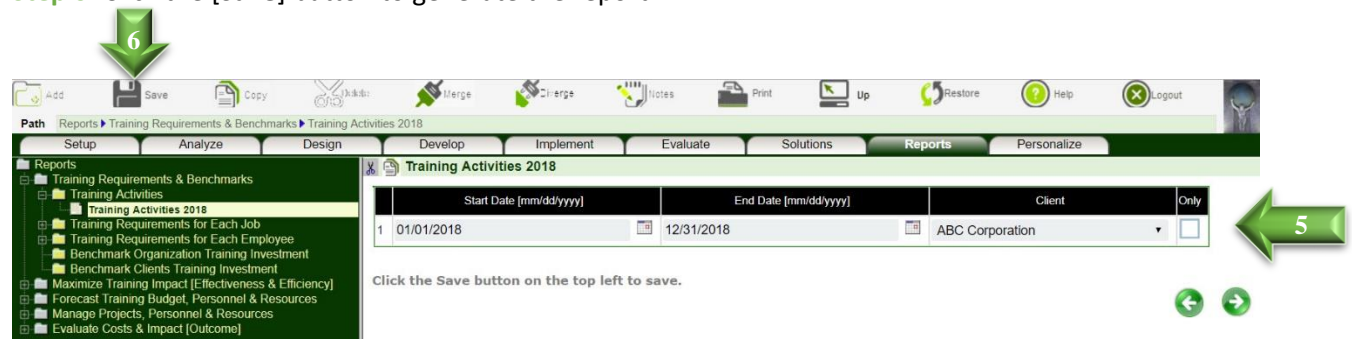 6
Add Save Copy Delete Merge Diverge Notes Print Up Restore Help Logout
Path Reports Training Requirements & Benchmarks Training Activities 2018
Setup Analyze Design Develop Implement Evaluate Solutions Reports Personalize
Reports
Training Requirements & Benchmarks
Training Activities
Training Activities 2018
Training Requirements for Each Job
Training Requirements for Each Employee
Benchmark Organization Training Investment
Benchmark Clients Training Investment
Maximize Training Impact [Effectiveness & Efficiency]
Forecast Training Budget, Personnel & Resources
Manage Projects, Personnel & Resources
Evaluate Costs & Impact [Outcome]
Training Activities 2018
Start Date [mm/dd/yyyy] End Date [mm/dd/yyyy] Client Only
1 01/01/2018 12/31/2018 ABC Corporation
5
Click the Save button on the top left to save.